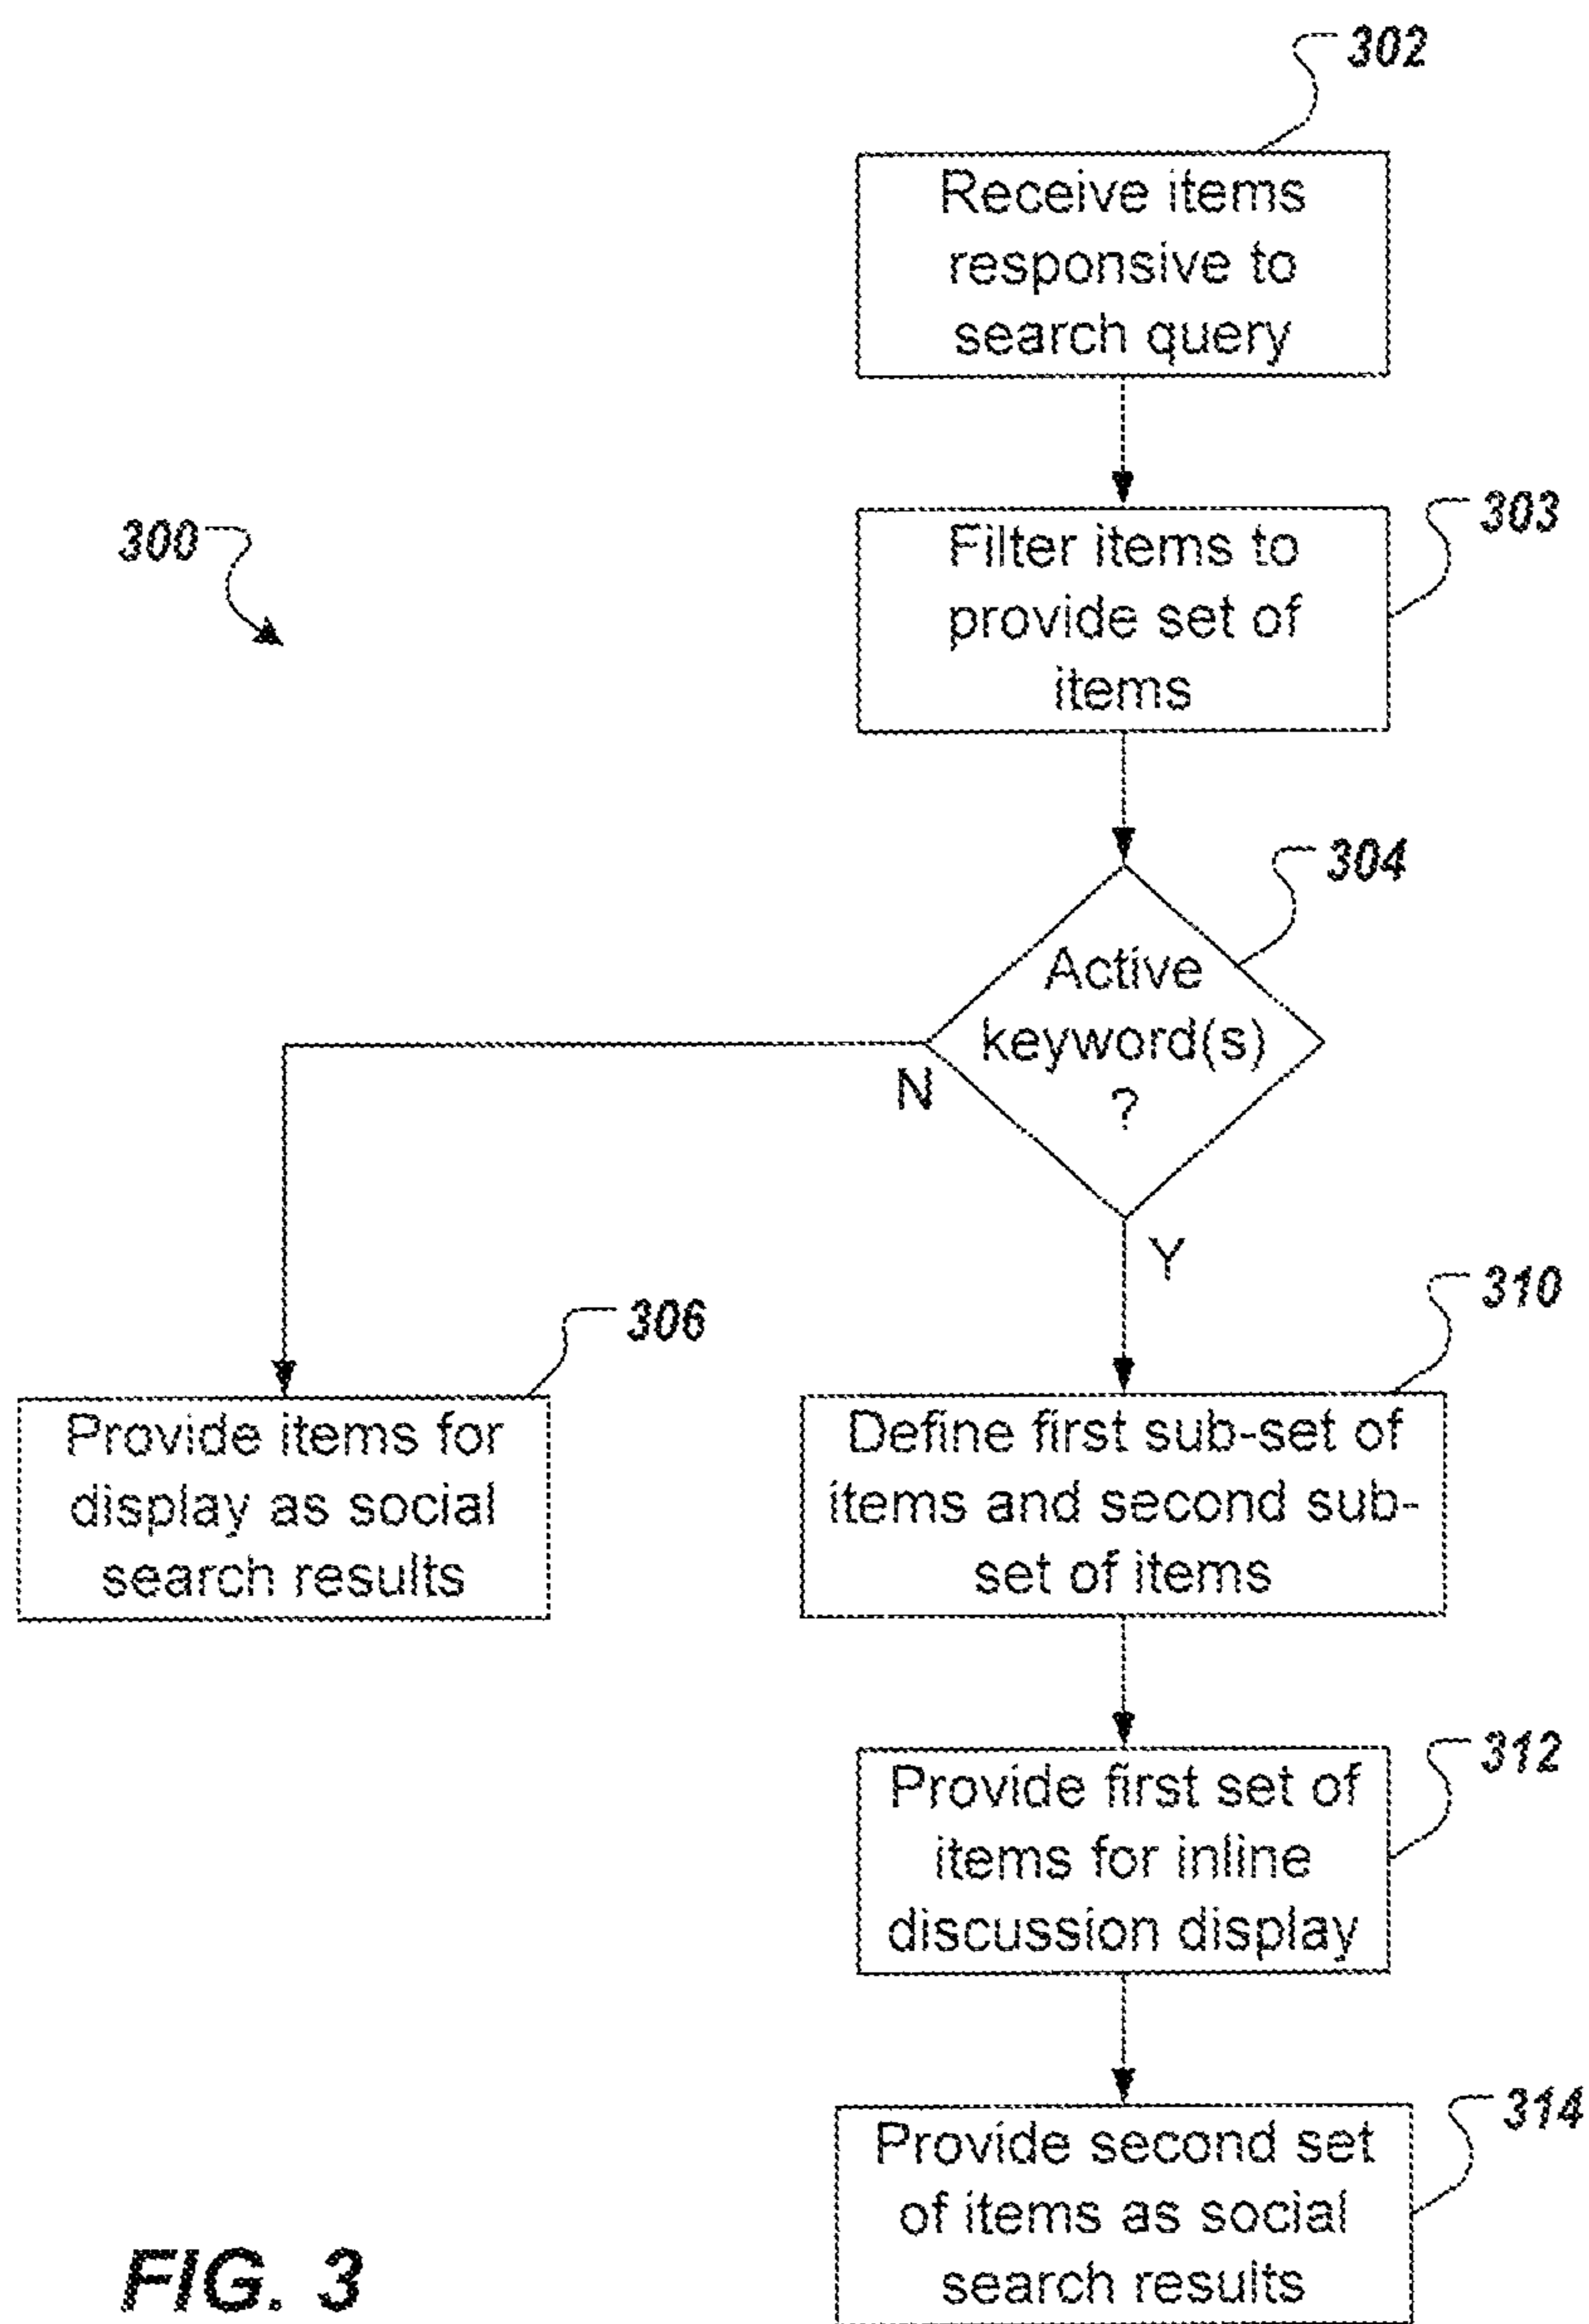 302
Receive items
responsive to
search query
300
303
Filter items to
provide set of
items
304
Active
keyword(s)
?
N
Y
306
Provide items for
display as social
search results
310
Define first sub-set of
items and second sub-
set of items
312
Provide first set of
items for inline
discussion display
314
Provide second set
of items as social
search results
FIG. 3